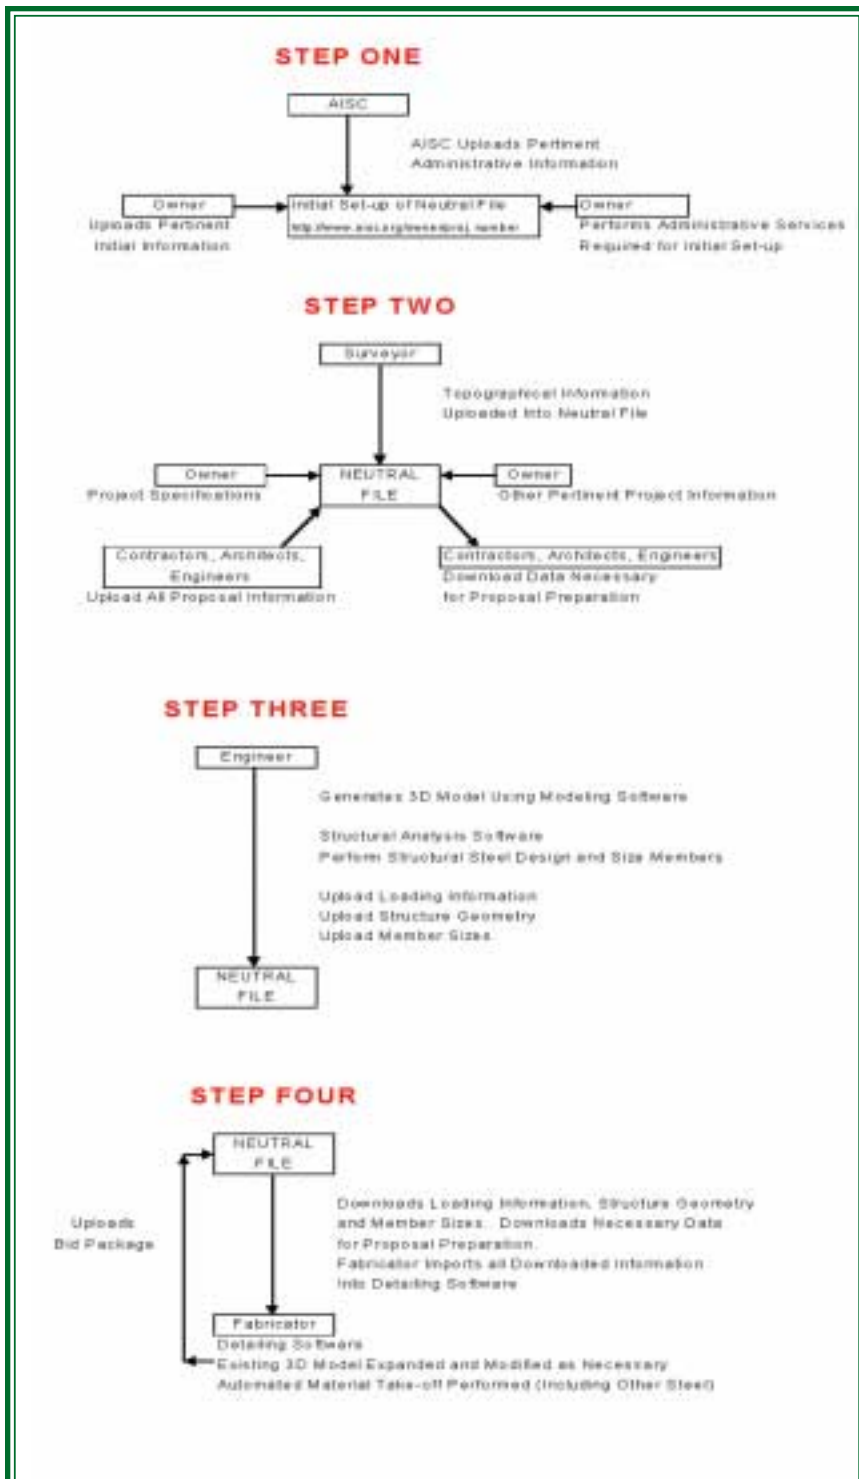 STEP ONE
AISC
AISC Uploads Pertinent
Administrative Information
Owner
Uploads Pertinent
Initial Information
Initial Set-up of Neutral File
Owner
Performs Administrative Services
Required for Initial Set-up
STEP TWO
Surveyor
Topographical Information
Uploaded Into Neutral File
Owner
Project Specifications
NEUTRAL
FILE
Owner
Other Pertinent Project Information
Contractors, Architects,
Engineers
Upload All Proposal Information
Contractors, Architects, Engineers
Download Data Necessary
for Proposal Preparation
STEP THREE
Engineer
Generates 3D Model Using Modeling Software
Structural Analysis Software
Perform Structural Steel Design and Size Members
Upload Loading Information
Upload Structure Geometry
Upload Member Sizes
NEUTRAL
FILE
STEP FOUR
NEUTRAL
FILE
Uploads
Bid Package
Downloads Loading Information, Structure Geometry
and Member Sizes. Downloads Necessary Data
for Proposal Preparation.
Fabricator Imports all Downloaded Information
Into Detailing Software
Fabricator
Detailing Software
Existing 3D Model Expanded and Modified as Necessary
Automated Material Take-off Performed (Including Other Steel)